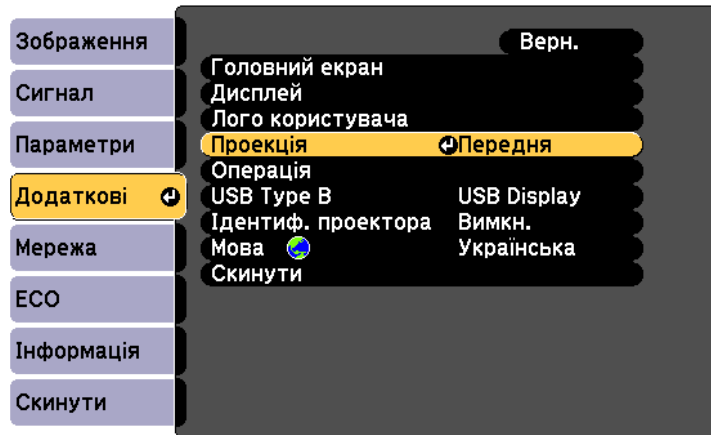 Зображення
Сигнал
Параметри
Додаткові
Мережа
ECO
Інформація
Скинути
Верн.
Головний екран
Дисплей
Лого користувача
Проекція Передня
Операція
USB Type B USB Display
Ідентиф. проектора Вимкн.
Мова Українська
Скинути